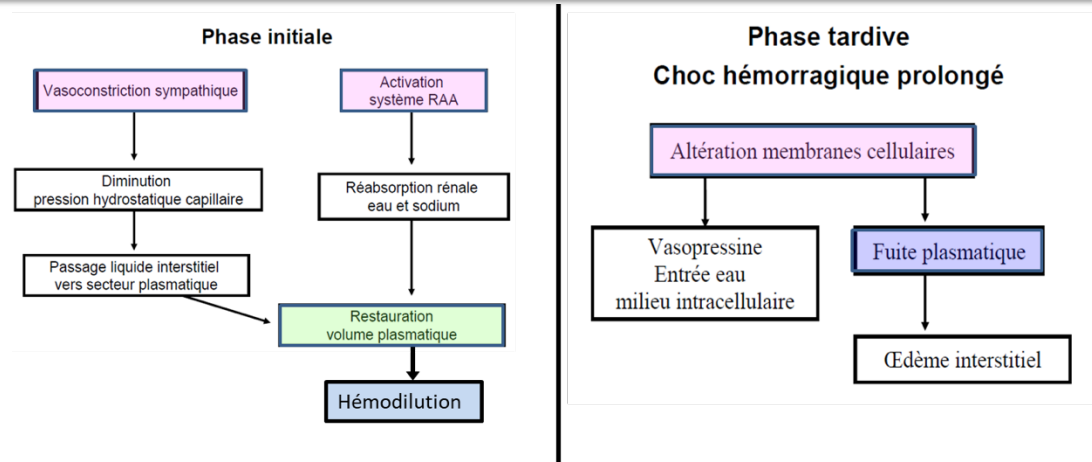 Phase initiale
Vasoconstriction sympathique
Activation
système RAA
Diminution
pression hydrostatique capillaire
Réabsorption rénale
eau et sodium
Passage liquide interstitiel
vers secteur plasmatique
Restauration
volume plasmatique
Hémodilution
Phase tardive
Choc hémorragique prolongé
Altération membranes cellulaires
Vasopressine
Entrée eau
milieu intracellulaire
Fuite plasmatique
Œdème interstitiel